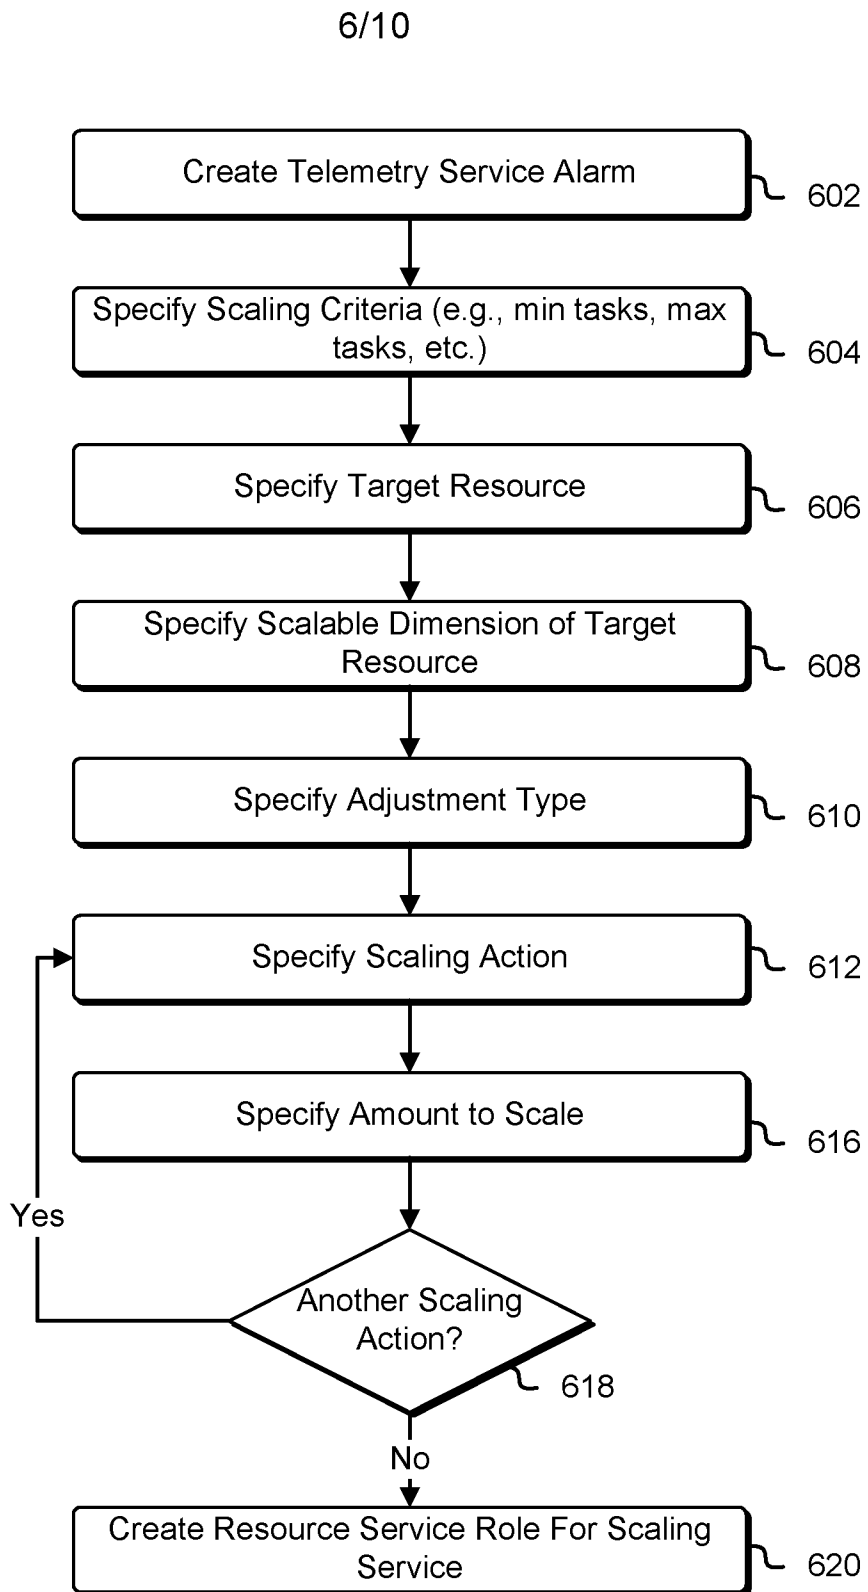 6/10
Create Telemetry Service Alarm
602
Specify Scaling Criteria (e.g., min tasks, max
tasks, etc.)
604
Specify Target Resource
606
Specify Scalable Dimension of Target
Resource
608
Specify Adjustment Type
610
Specify Scaling Action
612
Specify Amount to Scale
616
Yes
Another Scaling
Action?
618
No
Create Resource Service Role For Scaling
Service
620